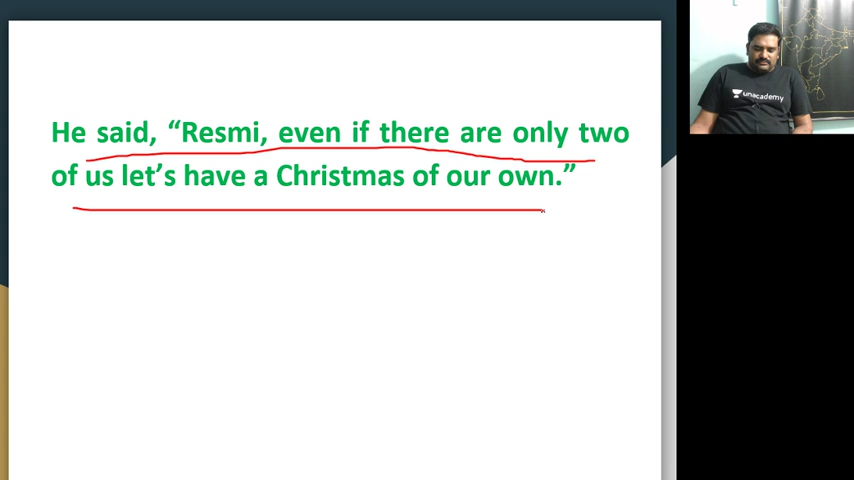 He said, “Resmi, even if there are only two
of us let’s have a Christmas of our own.”
unacademy